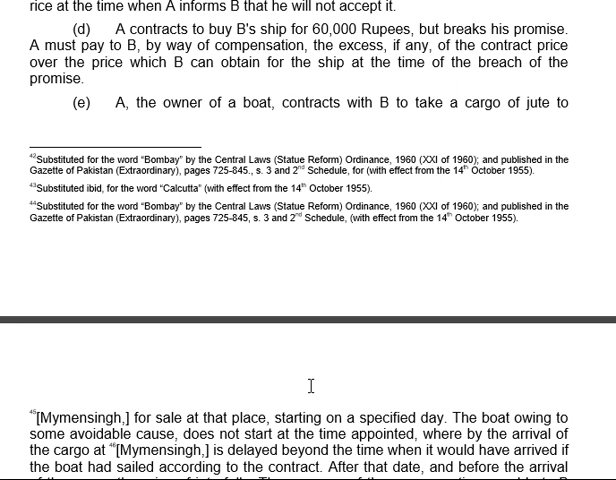 rice at the time when A informs B that he will not accept it.
(d) A contracts to buy B's ship for 60,000 Rupees, but breaks his promise.
A must pay to B, by way of compensation, the excess, if any, of the contract price
over the price which B can obtain for the ship at the time of the breach of the
promise.
(e) A, the owner of a boat, contracts with B to take a cargo of jute to
42Substituted for the word “Bombay” by the Central Laws (Statue Reform) Ordinance, 1960 (XXI of 1960); and published in the
Gazette of Pakistan (Extraordinary), pages 725-845., s. 3 and 2nd Schedule, for (with effect from the 14th October 1955).
43Substituted ibid, for the word “Calcutta” (with effect from the 14th October 1955).
44Substituted for the word “Bombay” by the Central Laws (Statue Reform) Ordinance, 1960 (XXI of 1960); and published in the
Gazette of Pakistan (Extraordinary), pages 725-845, s. 3 and 2nd Schedule, (with effect from the 14th October 1955).
45[Mymensingh,] for sale at that place, starting on a specified day. The boat owing to
some avoidable cause, does not start at the time appointed, where by the arrival of
the cargo at 46[Mymensingh,] is delayed beyond the time when it would have arrived if
the boat had sailed according to the contract. After that date, and before the arrival